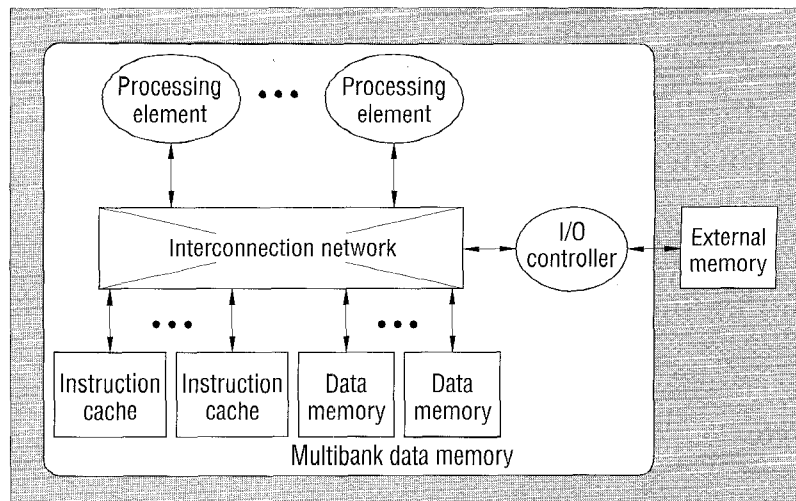 Processing
element
Processing
element
Interconnection network
I/O
controller
External
memory
Instruction
cache
Instruction
cache
Data
memory
Data
memory
Multibank data memory